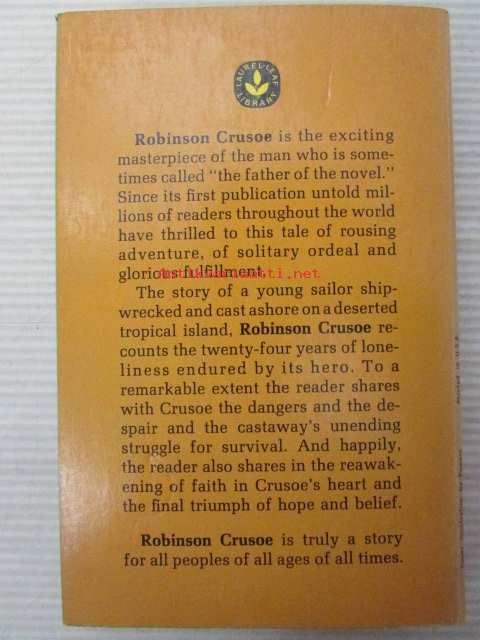 LAUREL-LEAF
LIBRARY
Robinson Crusoe is the exciting
masterpiece of the man who is some-
times called "the father of the novel."
Since its first publication untold mil-
lions of readers throughout the world
have thrilled to this tale of rousing
adventure, of solitary ordeal and
glorious fulfillment.
The story of a young sailor ship-
wrecked and cast ashore on a deserted
tropical island, Robinson Crusoe re-
counts the twenty-four years of lone-
liness endured by its hero. To a
remarkable extent the reader shares
with Crusoe the dangers and the de-
spair and the castaway's unending
struggle for survival. And happily,
the reader also shares in the reawak-
ening of faith in Crusoe's heart and
the final triumph of hope and belief.
Robinson Crusoe is truly a story
for all peoples of all ages of all times.
Printed in U.S.A.